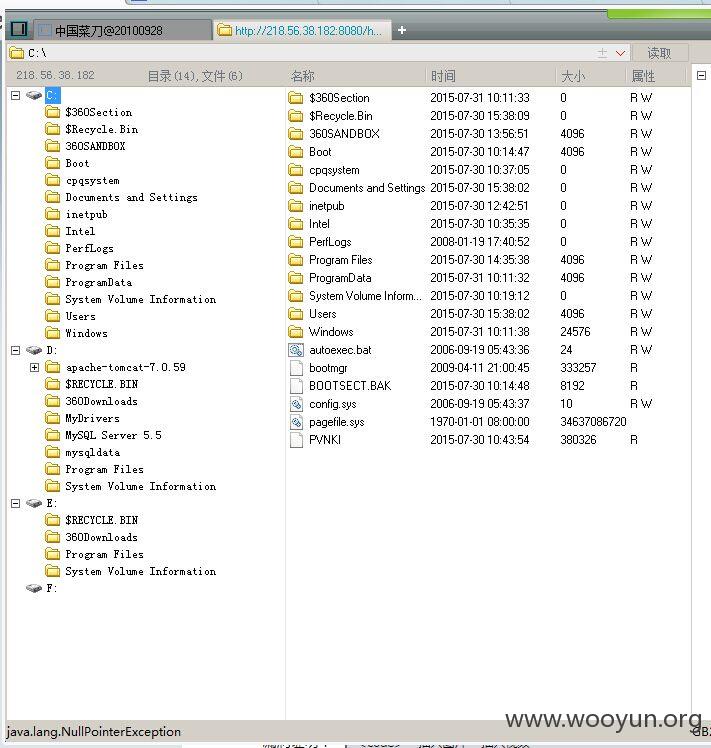 中国菜刀@20100928
http://218.56.38.182:8080/h...
+
C:\
读取
218.56.38.182 目录(14),文件(6)
名称 时间 大小 属性
C:
$360Section
$Recycle.Bin
360SANDBOX
Boot
cpqsystem
Documents and Settings
inetpub
Intel
PerfLogs
Program Files
ProgramData
System Volume Information
Users
Windows
D:
apache-tomcat-7.0.59
$RECYCLE.BIN
360Downloads
MyDrivers
MySQL Server 5.5
mysqldata
Program Files
System Volume Information
E:
$RECYCLE.BIN
360Downloads
Program Files
System Volume Information
F:
$360Section 2015-07-31 10:11:33 0 R W
$Recycle.Bin 2015-07-30 15:38:09 0 R W
360SANDBOX 2015-07-30 13:56:51 4096 R W
Boot 2015-07-30 10:14:47 4096 R W
cpqsystem 2015-07-30 10:37:05 0 R W
Documents and Settings 2015-07-30 15:38:02 0 R W
inetpub 2015-07-30 12:42:51 0 R W
Intel 2015-07-30 10:35:35 0 R W
PerfLogs 2008-01-19 17:40:52 0 R W
Program Files 2015-07-30 14:35:38 4096 R W
ProgramData 2015-07-31 10:11:32 4096 R W
System Volume Inform... 2015-07-30 10:19:12 0 R W
Users 2015-07-30 15:38:02 4096 R W
Windows 2015-07-31 10:11:38 24576 R W
autoexec.bat 2006-09-19 05:43:36 24 R W
bootmgr 2009-04-11 21:00:45 333257 R
BOOTSECT.BAK 2015-07-30 10:14:48 8192 R
config.sys 2006-09-19 05:43:37 10 R W
pagefile.sys 1970-01-01 08:00:00 34637086720
PVNKI 2015-07-30 10:43:54 380326 R
www.wooyun.org
java.lang.NullPointerException